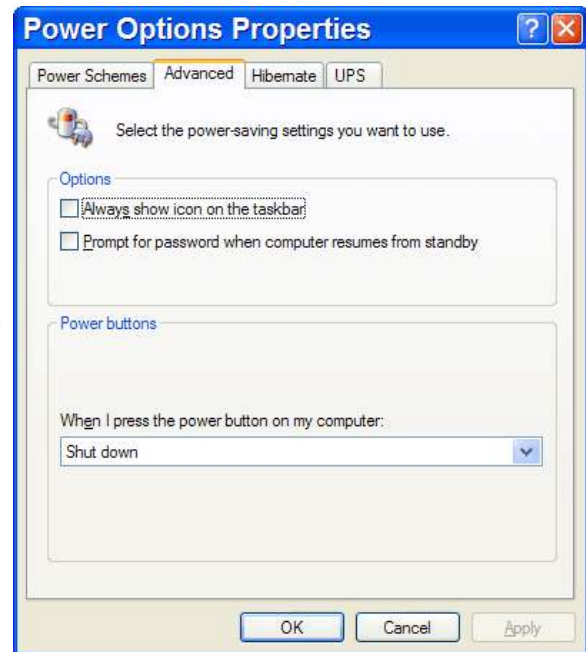 Power Options Properties
Power Schemes Advanced Hibernate UPS
Select the power-saving settings you want to use.
Options
Always show icon on the taskbar
Prompt for password when computer resumes from standby
Power buttons
When I press the power button on my computer:
Shut down
OK Cancel Apply